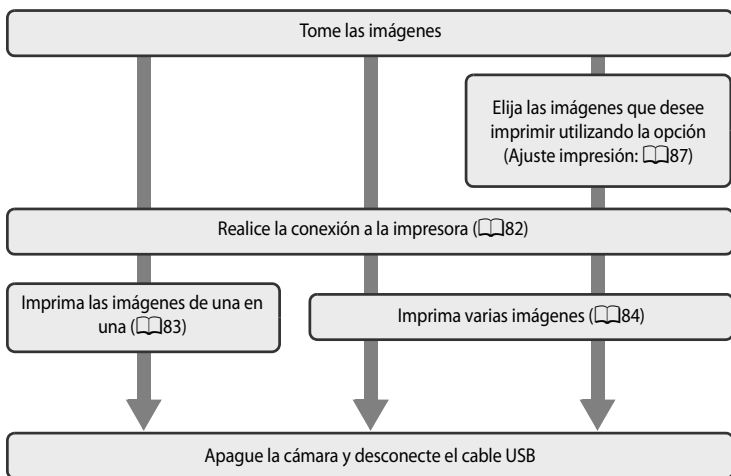 Tome las imágenes
Elija las imágenes que desee
imprimir utilizando la opción
(Ajuste impresión: 📖87)
Realice la conexión a la impresora (📖82)
Imprima las imágenes de una en
una (📖83)
Imprima varias imágenes (📖84)
Apague la cámara y desconecte el cable USB